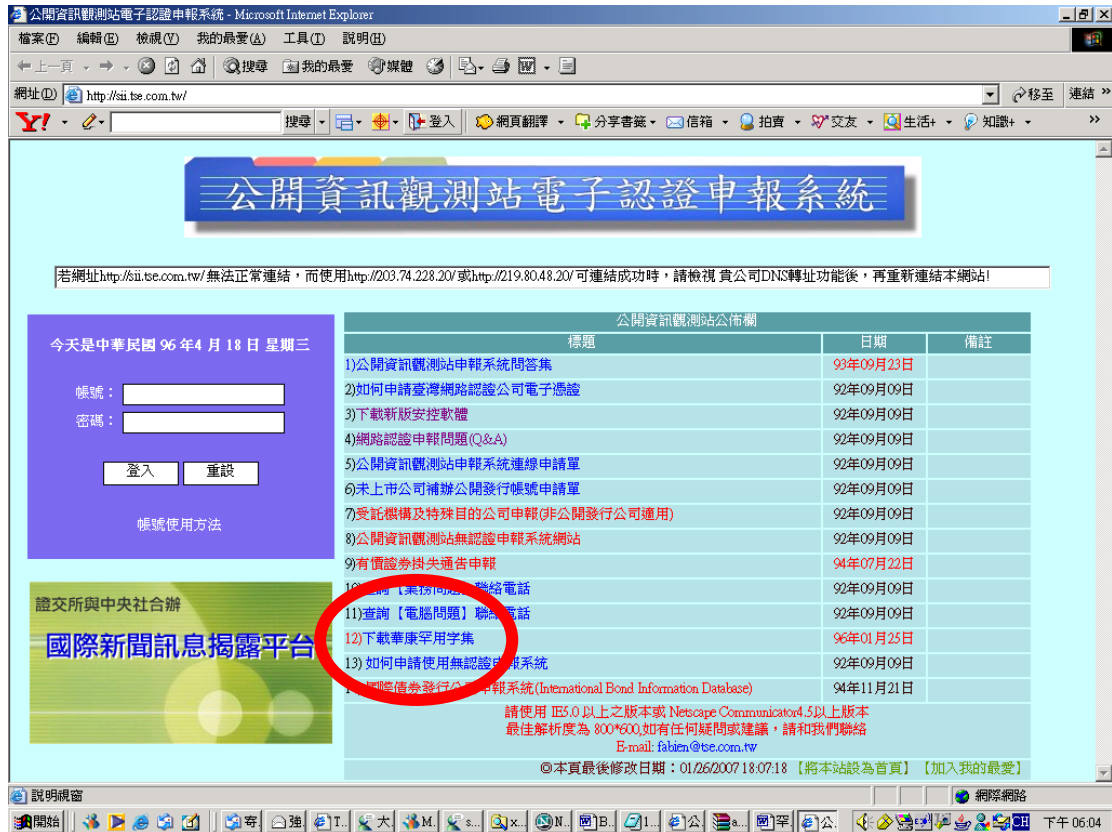 公開資訊觀測站電子認證申報系統 - Microsoft Internet Explorer
檔案(F) 編輯(E) 檢視(V) 我的最愛(A) 工具(T) 說明(H)
上一頁 搜尋 我的最愛 媒體
網址(D) http://sii.tse.com.tw/ 移至 連結 »
Y! 搜尋 登入 網頁翻譯 分享書籤 信箱 拍賣 交友 生活+ 知識+ »
公開資訊觀測站電子認證申報系統
若網址http://sii.tse.com.tw/無法正常連結，而使用http://203.74.228.20/或http://219.80.48.20/可連結成功時，請檢視 貴公司DNS轉址功能後，再重新連結本網站!
今天是中華民國 96 年4 月 18 日 星期三
帳號：
密碼：
登入 重設
帳號使用方法
證交所與中央社合辦
國際新聞訊息揭露平台
公開資訊觀測站公佈欄
標題 日期 備註
1)公開資訊觀測站申報系統問答集 93年09月23日
2)如何申請臺灣網路認證公司電子憑證 92年09月09日
3)下載新版安控軟體 92年09月09日
4)網路認證申報問題(Q&A) 92年09月09日
5)公開資訊觀測站申報系統連線申請單 92年09月09日
6)未上市公司補辦公開發行帳號申請單 92年09月09日
7)受託機構及特殊目的公司申報(非公開發行公司適用) 92年09月09日
8)公開資訊觀測站無認證申報系統網站 92年09月09日
9)有價證券掛失通告申報 94年07月22日
10)查詢【業務問題】聯絡電話 92年09月09日
11)查詢【電腦問題】聯絡電話 92年09月09日
12)下載華康罕用字集 96年01月25日
13) 如何申請使用無認證申報系統 92年09月09日
國際債券發行公司申報系統(International Bond Information Database) 94年11月21日
請使用 IE5.0 以上之版本或 Netscape Communicator4.5以上版本
最佳解析度為 800*600,如有任何疑問或建議，請和我們聯絡
E-mail: fabien@tse.com.tw
◎本頁最後修改日期：01/26/2007 18:07:18 【將本站設為首頁】【加入我的最愛】
說明視窗 網際網路
開始 寄 強 T... 大 M.. s... x... N.. B.. 1... 公 a... 罕 公. CH 下午 06:04